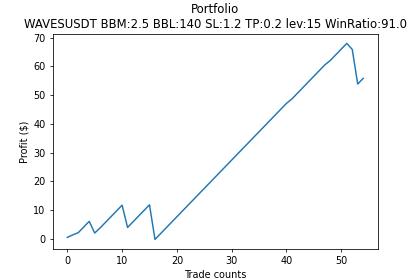 Portfolio
WAVESUSDT BBM:2.5 BBL:140 SL:1.2 TP:0.2 lev:15 WinRatio:91.0
70
60
50
40
30
20
10
0
Profit ($)
0 10 20 30 40 50
Trade counts